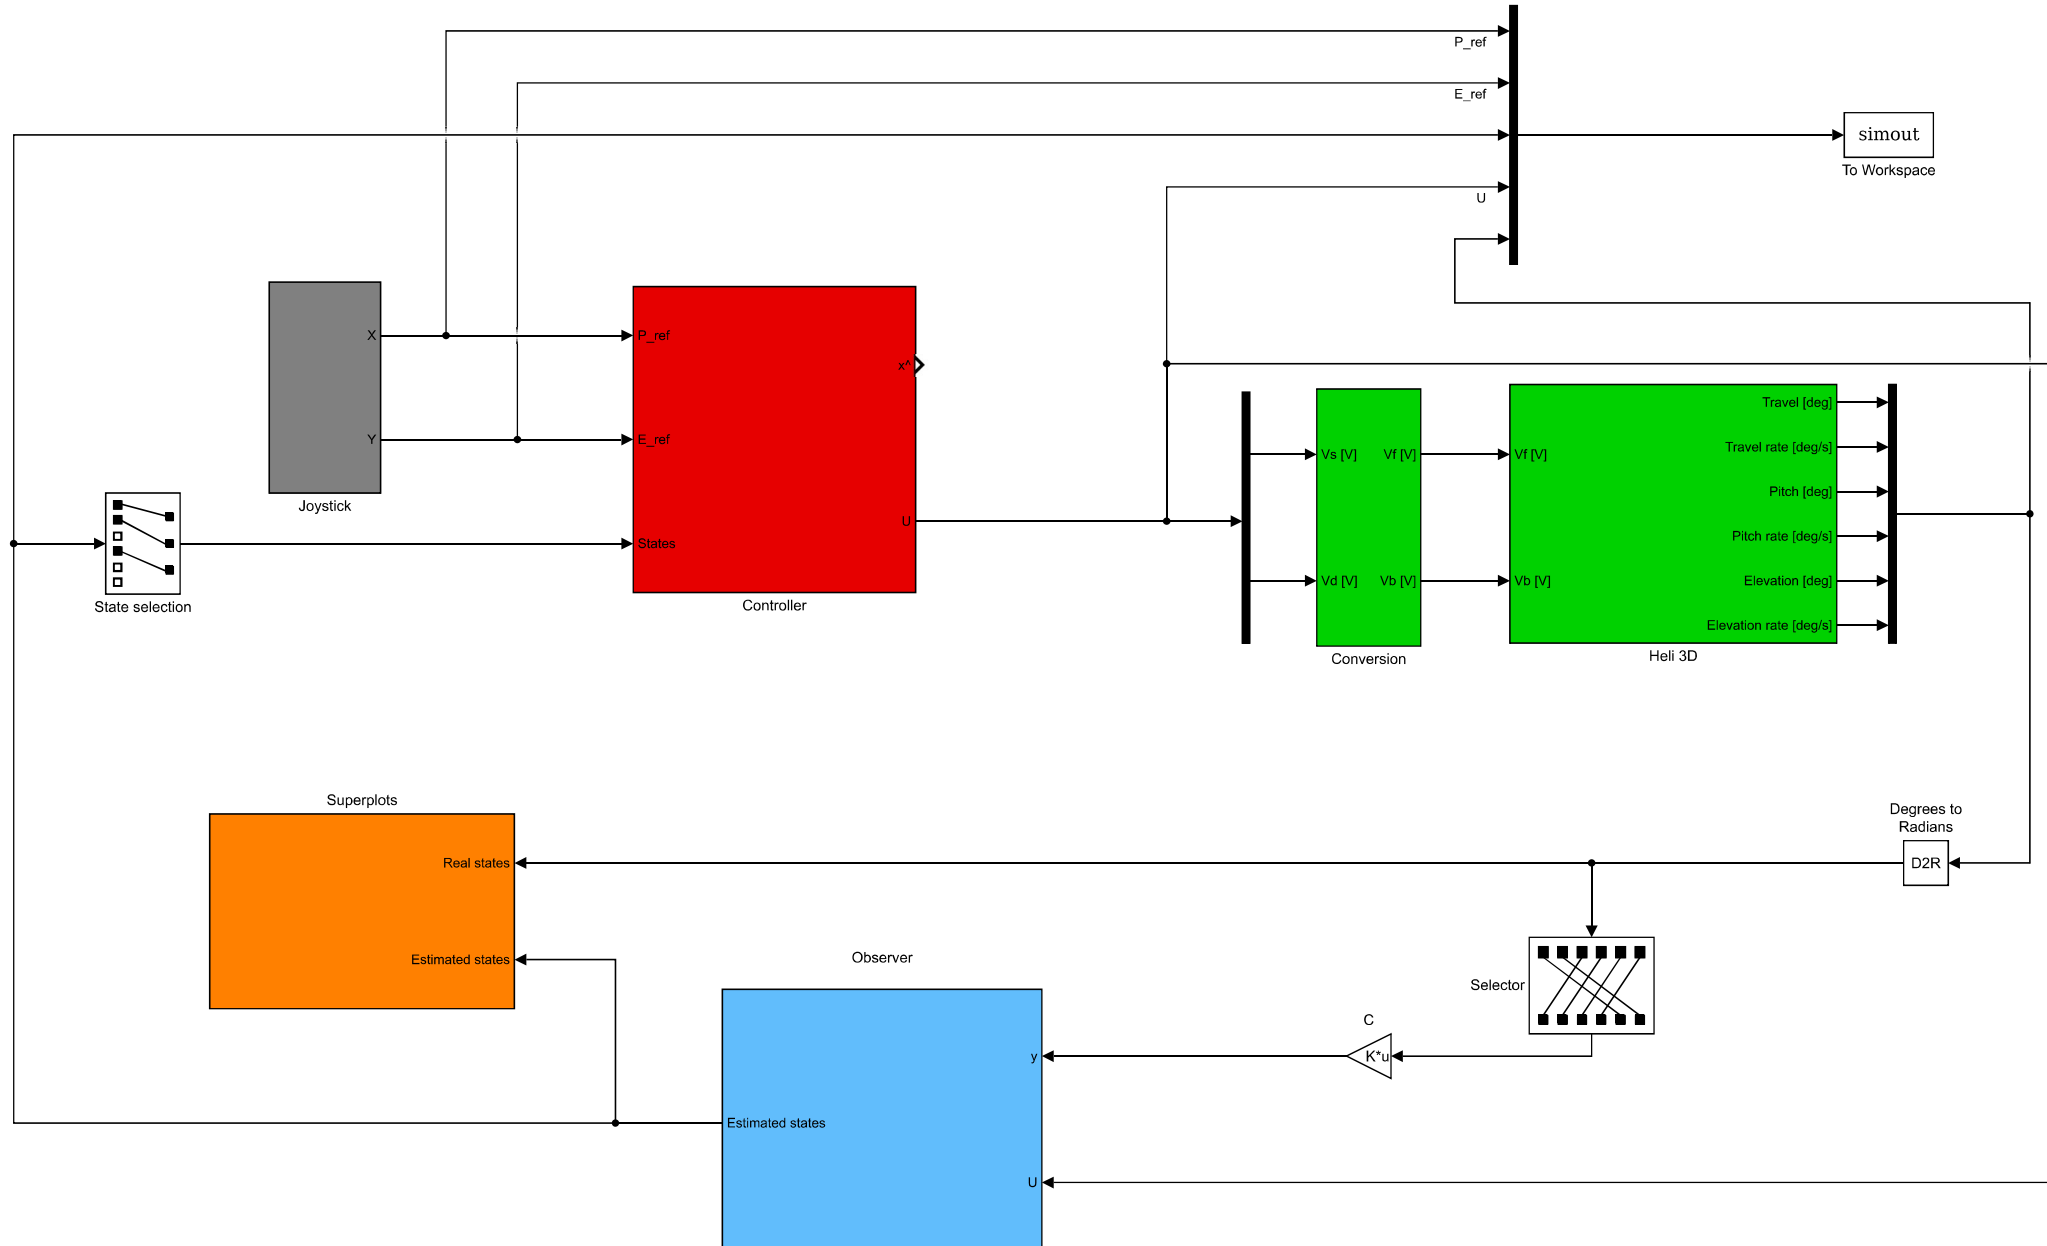 P_ref
E_ref
simout
To Workspace
U
X
P_ref
x^
Y
E_ref
Joystick
U
States
State selection
Controller
Vs [V]
Vf [V]
Vd [V]
Vb [V]
Conversion
Vf [V]
Vb [V]
Travel [deg]
Travel rate [deg/s]
Pitch [deg]
Pitch rate [deg/s]
Elevation [deg]
Elevation rate [deg/s]
Heli 3D
Superplots
Real states
Estimated states
Degrees to
Radians
D2R
Observer
Selector
C
K*u
y
Estimated states
U